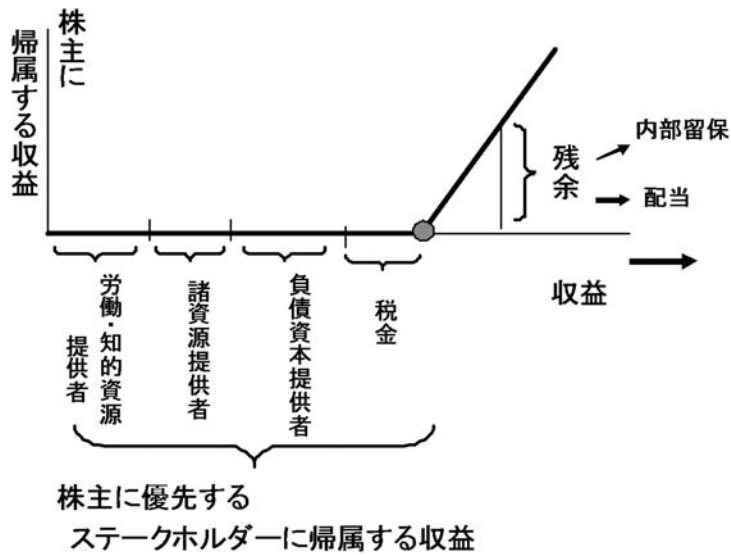 株主に
帰属する収益
残余
内部留保
配当
収益
労働・知的資源
提供者
諸資源提供者
負債資本提供者
税金
株主に優先する
ステークホルダーに帰属する収益